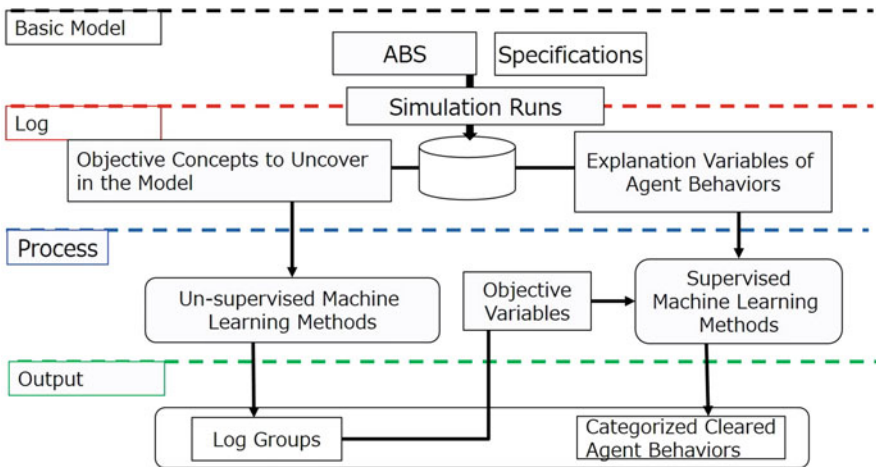 Basic Model
ABS
Specifications
Simulation Runs
Log
Objective Concepts to Uncover
in the Model
Explanation Variables of
Agent Behaviors
Process
Un-supervised Machine
Learning Methods
Objective
Variables
Supervised
Machine Learning
Methods
Output
Log Groups
Categorized Cleared
Agent Behaviors